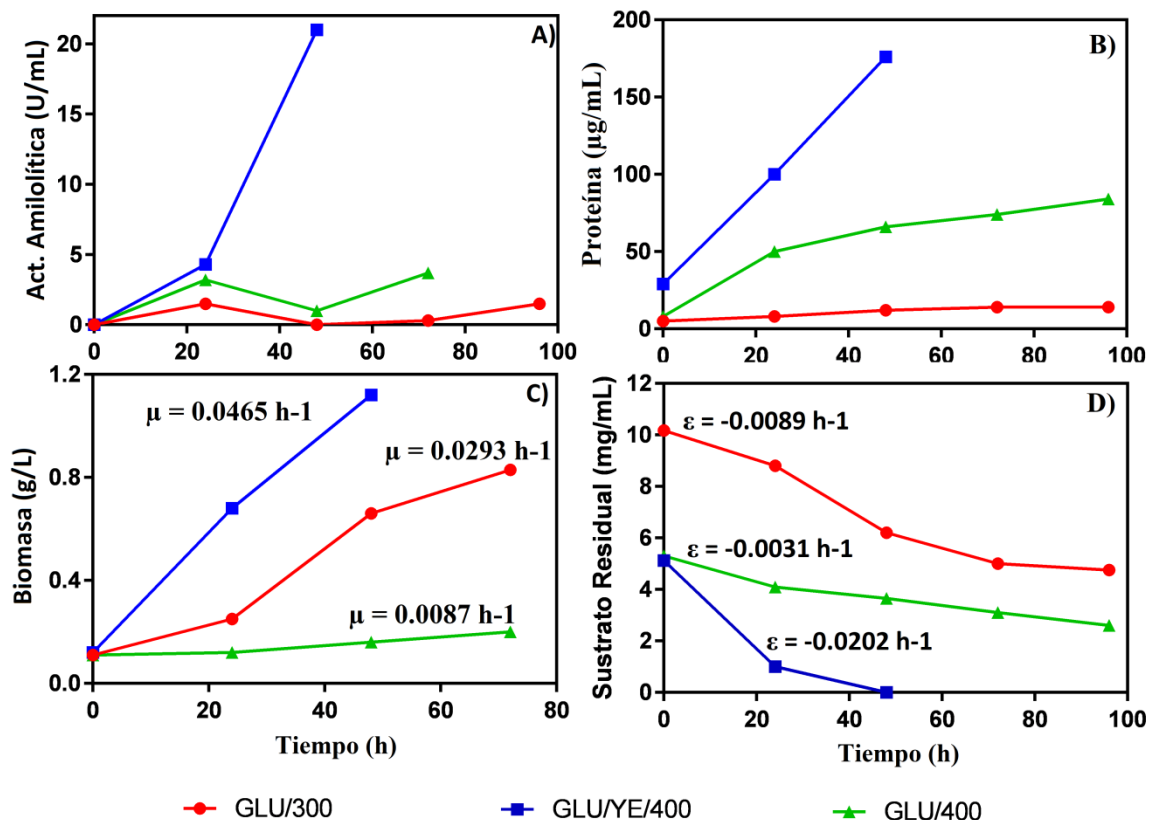 A)
Act. Amilolítica (U/mL)
20
15
10
5
0
0 20 40 60 80 100
B)
Proteína (µg/mL)
200
150
100
50
0
0 20 40 60 80 100
C)
Biomasa (g/L)
1.2
0.8
0.4
0.0
µ = 0.0465 h-1
µ = 0.0293 h-1
µ = 0.0087 h-1
0 20 40 60 80
Tiempo (h)
D)
Sustrato Residual (mg/mL)
12
10
8
6
4
2
0
ε = -0.0089 h-1
ε = -0.0031 h-1
ε = -0.0202 h-1
0 20 40 60 80 100
Tiempo (h)
GLU/300 GLU/YE/400 GLU/400